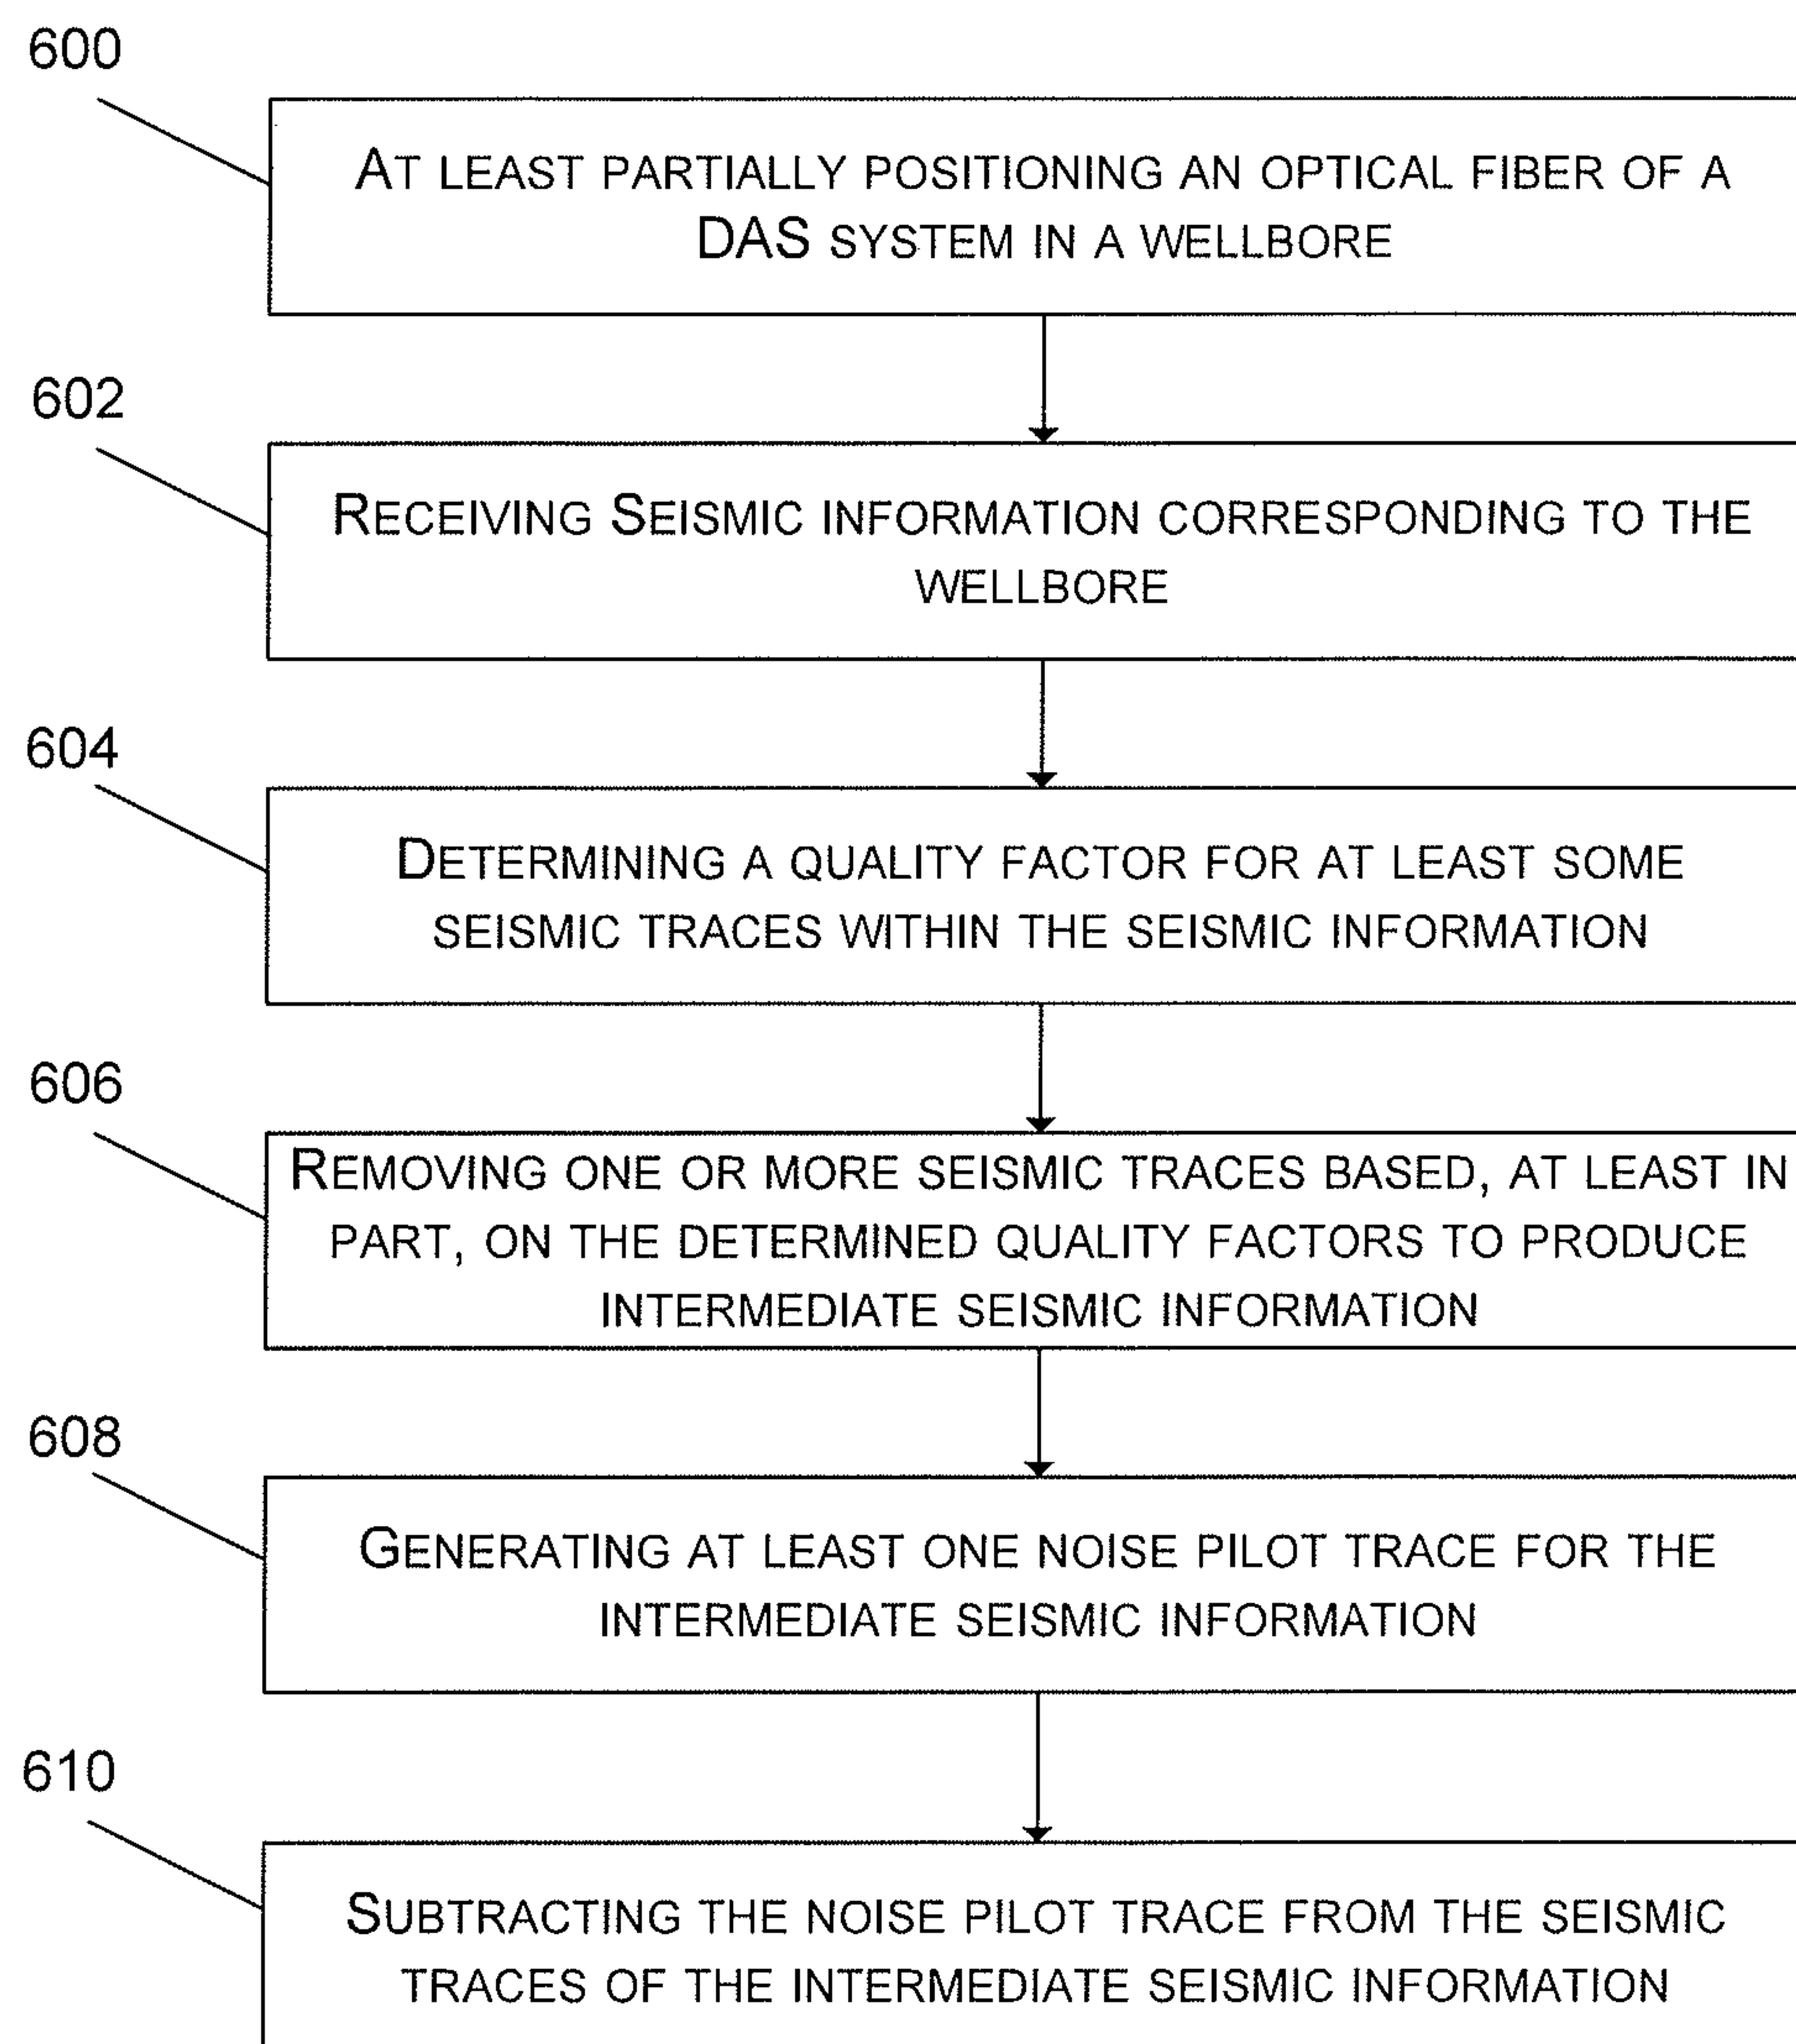 600
AT LEAST PARTIALLY POSITIONING AN OPTICAL FIBER OF A
DAS SYSTEM IN A WELLBORE
602
RECEIVING SEISMIC INFORMATION CORRESPONDING TO THE
WELLBORE
604
DETERMINING A QUALITY FACTOR FOR AT LEAST SOME
SEISMIC TRACES WITHIN THE SEISMIC INFORMATION
606
REMOVING ONE OR MORE SEISMIC TRACES BASED, AT LEAST IN
PART, ON THE DETERMINED QUALITY FACTORS TO PRODUCE
INTERMEDIATE SEISMIC INFORMATION
608
GENERATING AT LEAST ONE NOISE PILOT TRACE FOR THE
INTERMEDIATE SEISMIC INFORMATION
610
SUBTRACTING THE NOISE PILOT TRACE FROM THE SEISMIC
TRACES OF THE INTERMEDIATE SEISMIC INFORMATION